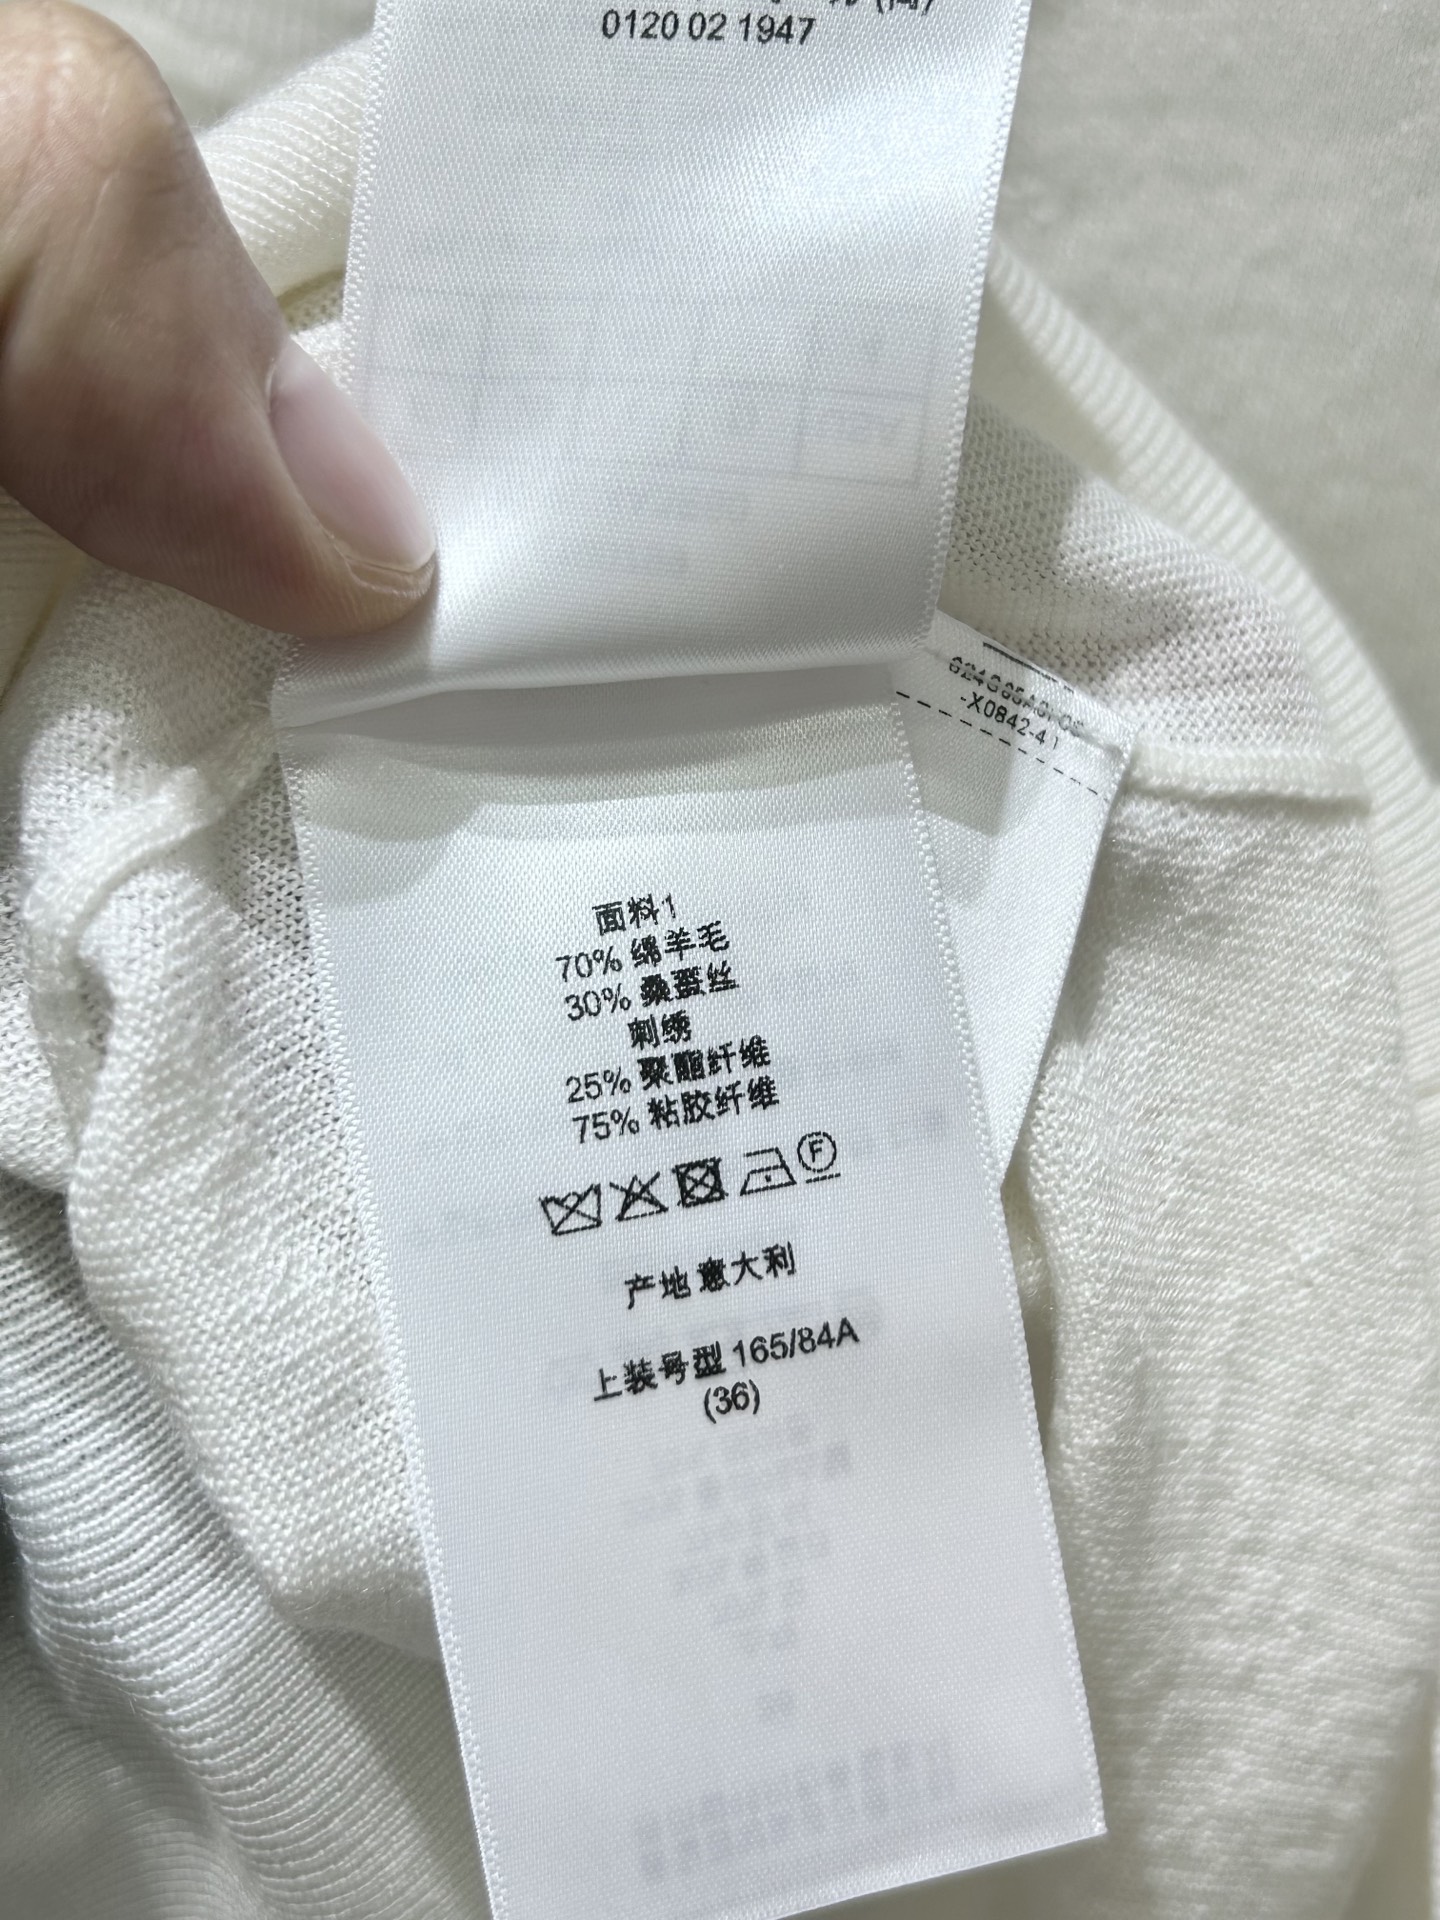 0120 02 1947
-X0842-41
面料1
70% 绵羊毛
30% 桑蚕丝
刺绣
25% 聚酯纤维
75% 粘胶纤维
F
产地 意大利
上装号型 165/84A
(36)